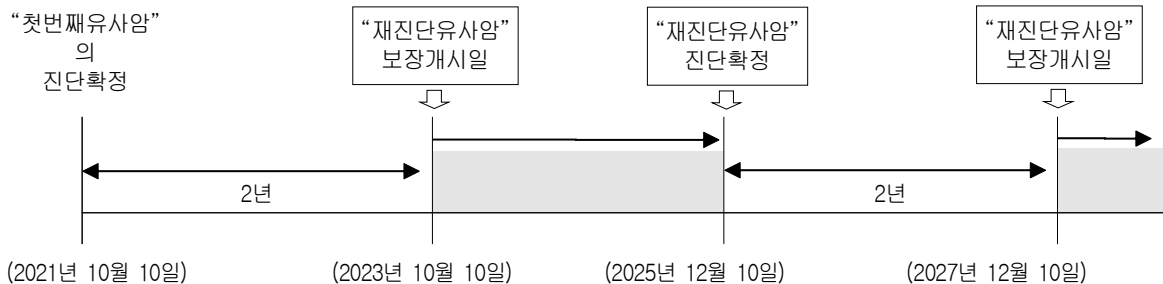 “첫번째유사암”
의
진단확정
“재진단유사암”
보장개시일
“재진단유사암”
진단확정
“재진단유사암”
보장개시일
2년
2년
(2021년 10월 10일)
(2023년 10월 10일)
(2025년 12월 10일)
(2027년 12월 10일)